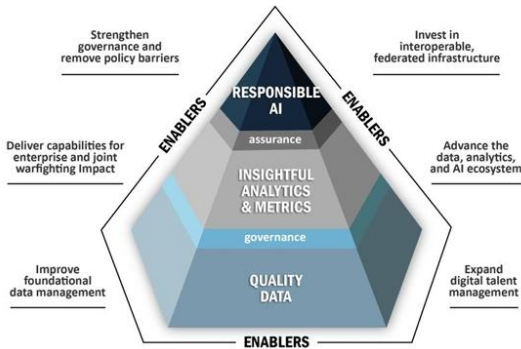 Strengthen
governance and
remove policy barriers
Invest in
interoperable,
federated infrastructure
ENABLERS
ENABLERS
RESPONSIBLE
AI
assurance
Deliver capabilities for
enterprise and joint
warfighting Impact
Advance the
data, analytics,
and AI ecosystem
INSIGHTFUL
ANALYTICS
& METRICS
governance
Improve
foundational
data management
QUALITY
DATA
Expand
digital talent
management
ENABLERS